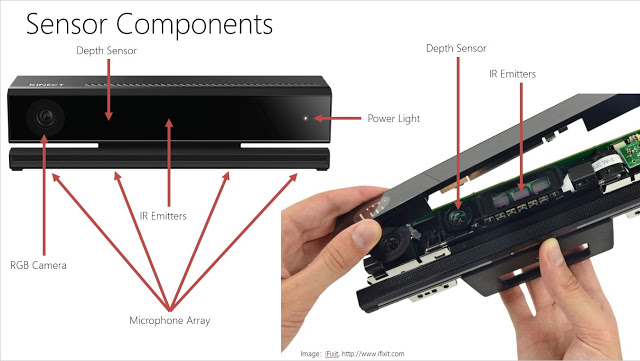 Sensor Components
Depth Sensor
KINECT
Power Light
IR Emitters
RGB Camera
Microphone Array
Depth Sensor
IR Emitters
Image: iFixit, http://www.ifixit.com